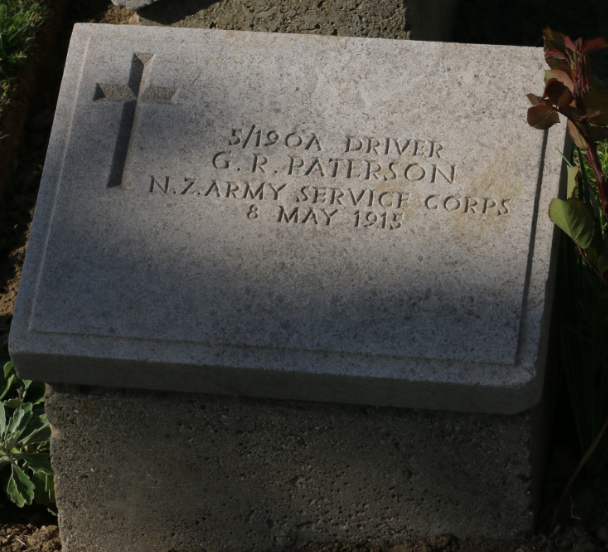 5/190A DRIVER
G.R. PATERSON
N.Z. ARMY SERVICE CORPS
8 MAY 1915